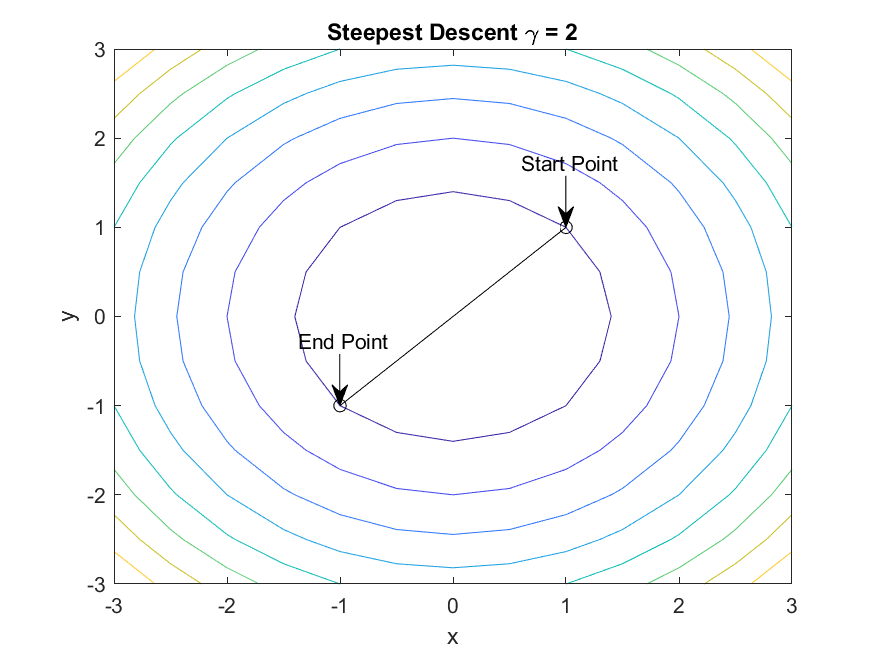 Steepest Descent γ = 2
3
2
1
0
-1
-2
-3
y
Start Point
End Point
-3 -2 -1 0 1 2 3
x